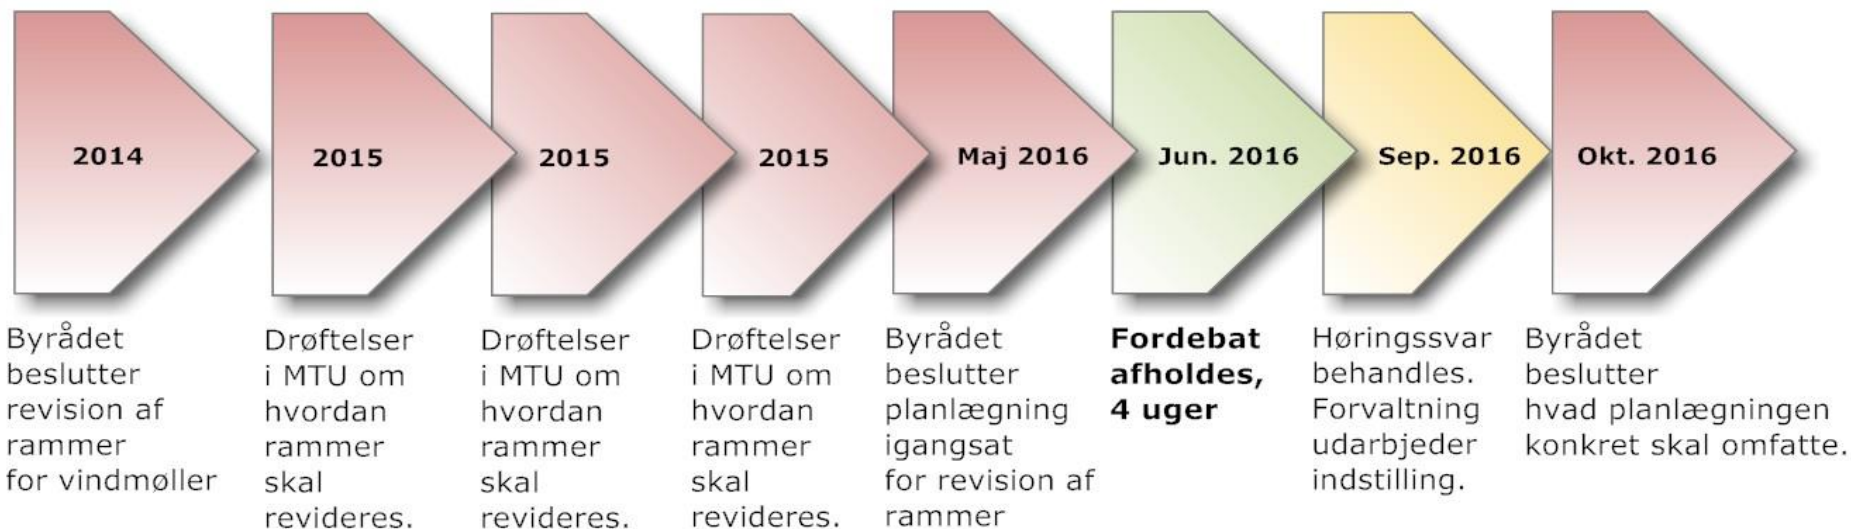 2014
2015
2015
2015
Maj 2016
Jun. 2016
Sep. 2016
Okt. 2016
Byrådet
beslutter
revision af
rammer
for vindmøller
Drøftelser
i MTU om
hvordan
rammer
skal
revideres.
Drøftelser
i MTU om
hvordan
rammer
skal
revideres.
Drøftelser
i MTU om
hvordan
rammer
skal
revideres.
Byrådet
beslutter
planlægning
igangsat
for revision af
rammer
Fordebat
afholdes,
4 uger
Høringssvar
behandles.
Forvaltning
udarbjeder
indstilling.
Byrådet
beslutter
hvad planlægningen
konkret skal omfatte.